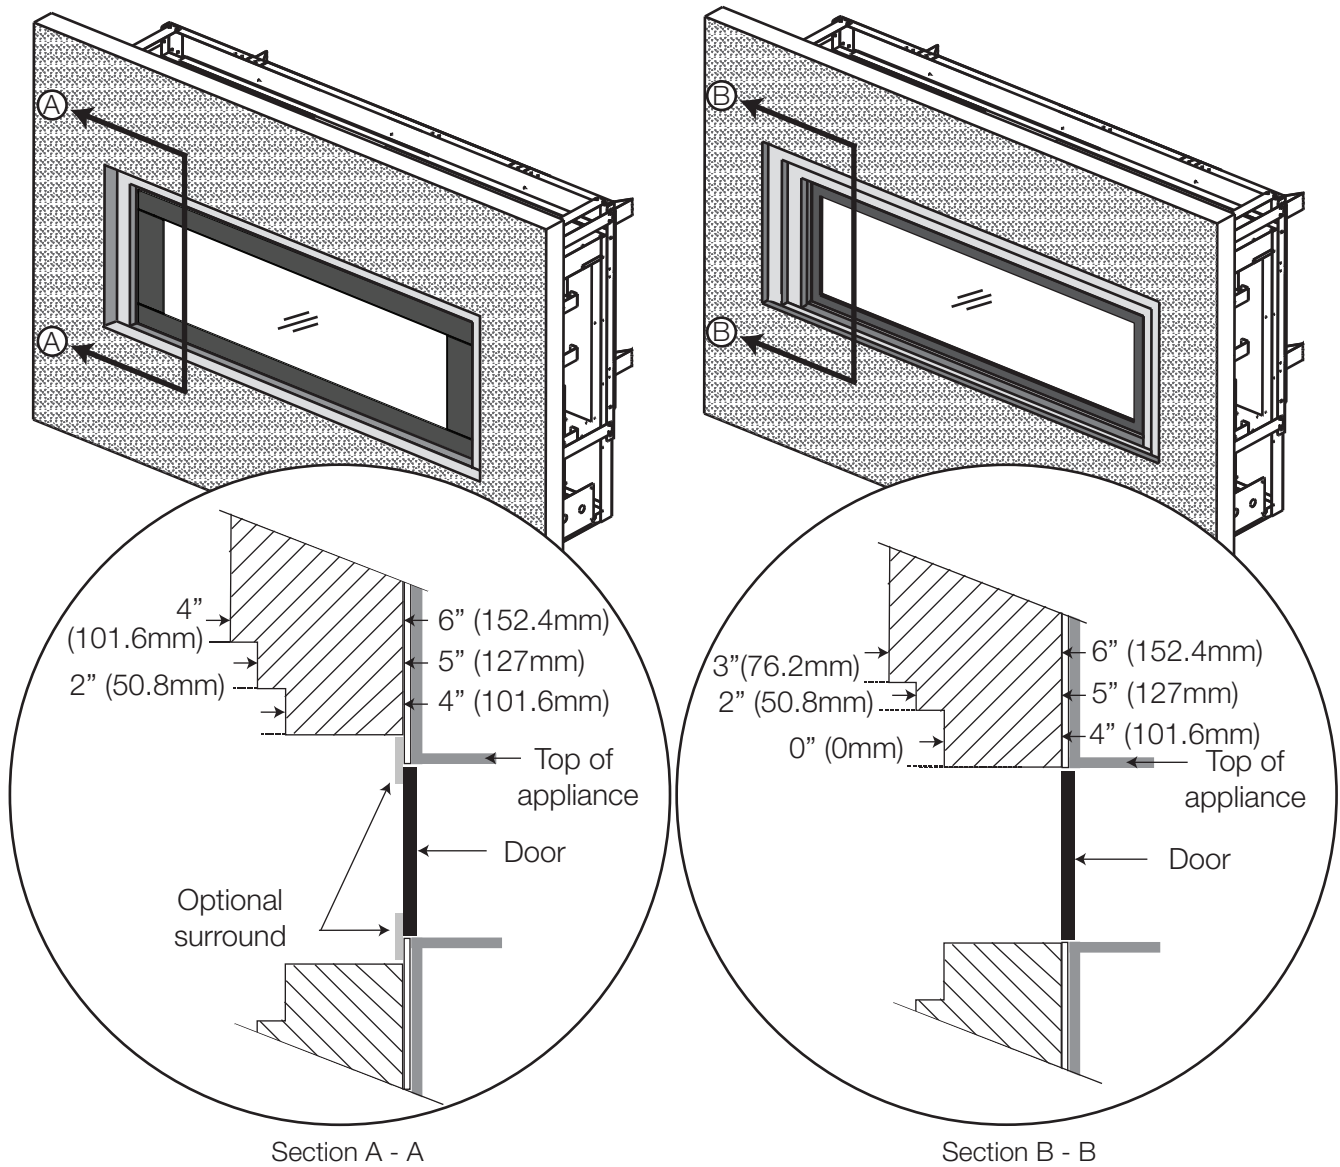 A
A
B
B
4”
(101.6mm)
2” (50.8mm)
6” (152.4mm)
5” (127mm)
4” (101.6mm)
Top of
appliance
Door
Optional
surround
Section A - A
3”(76.2mm)
2” (50.8mm)
0” (0mm)
6” (152.4mm)
5” (127mm)
4” (101.6mm)
Top of
appliance
Door
Section B - B